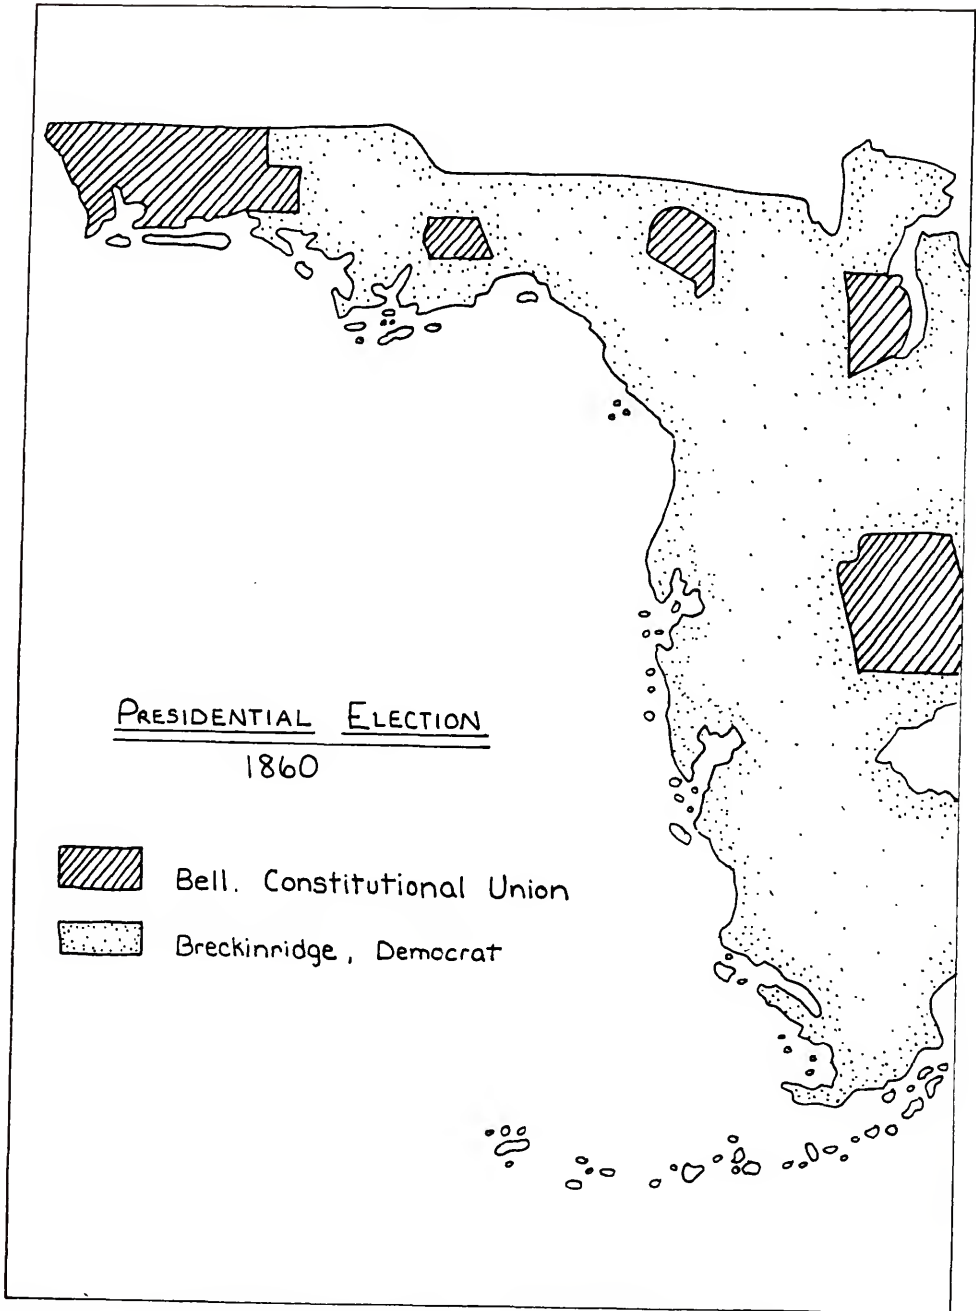 PRESIDENTIAL ELECTION
1860
Bell. Constitutional Union
Breckinridge, Democrat